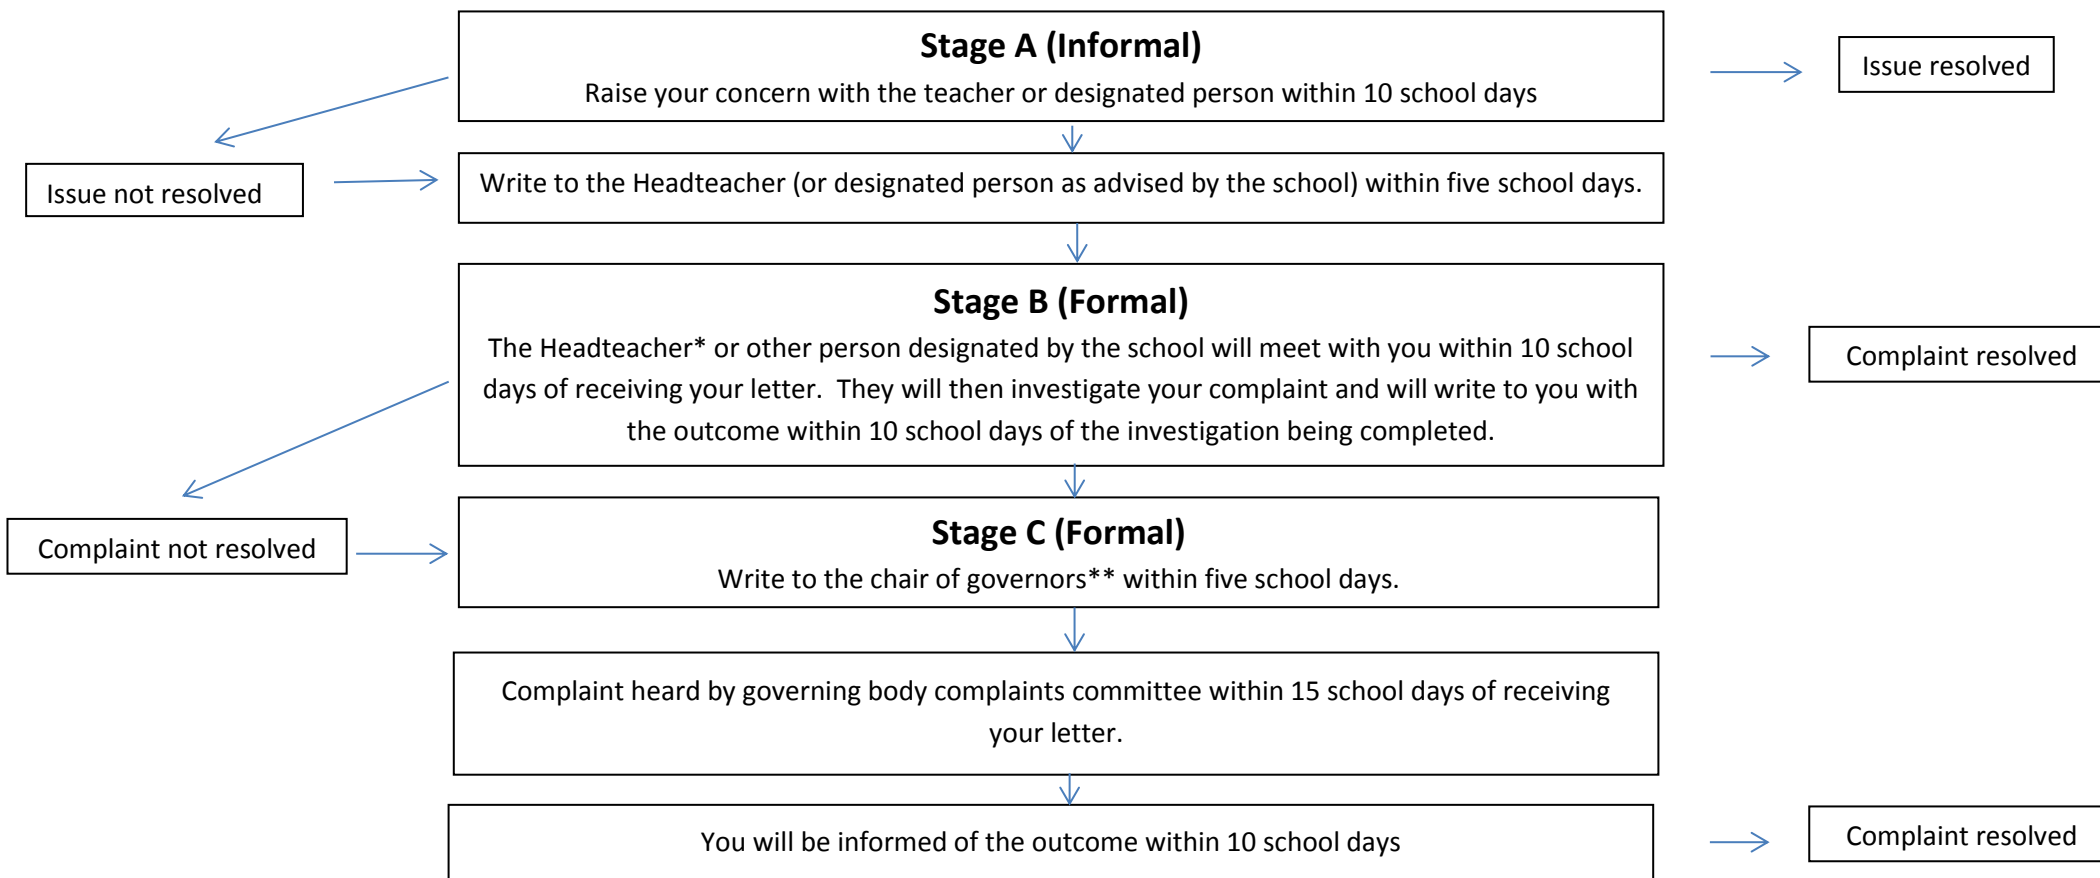 Stage A (Informal)
Raise your concern with the teacher or designated person within 10 school days
Issue resolved
Issue not resolved
Write to the Headteacher (or designated person as advised by the school) within five school days.
Stage B (Formal)
The Headteacher* or other person designated by the school will meet with you within 10 school
days of receiving your letter.  They will then investigate your complaint and will write to you with
the outcome within 10 school days of the investigation being completed.
Complaint resolved
Complaint not resolved
Stage C (Formal)
Write to the chair of governors** within five school days.
Complaint heard by governing body complaints committee within 15 school days of receiving
your letter.
You will be informed of the outcome within 10 school days
Complaint resolved